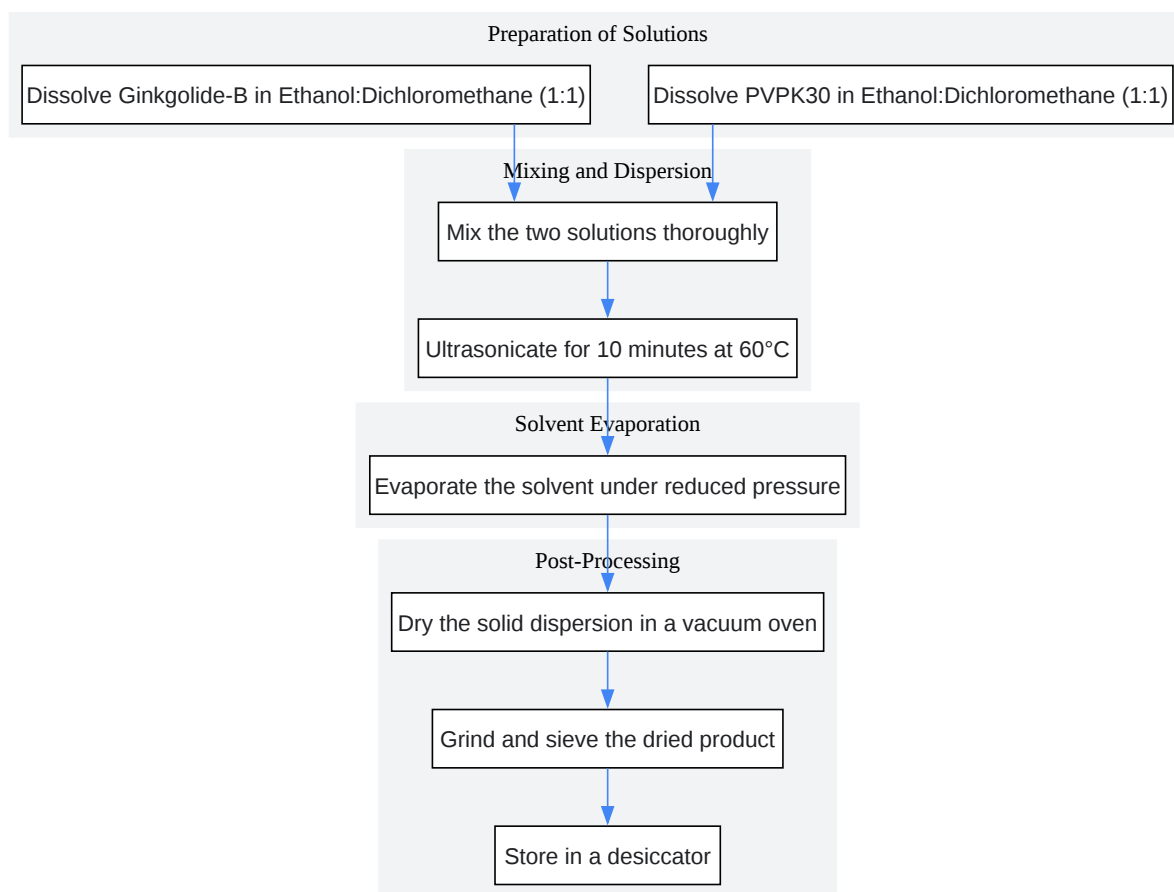 Preparation of Solutions
Dissolve Ginkgolide-B in Ethanol:Dichloromethane (1:1)
Dissolve PVPK30 in Ethanol:Dichloromethane (1:1)
Mixing and Dispersion
Mix the two solutions thoroughly
Ultrasonicate for 10 minutes at 60°C
Solvent Evaporation
Evaporate the solvent under reduced pressure
Post-Processing
Dry the solid dispersion in a vacuum oven
Grind and sieve the dried product
Store in a desiccator